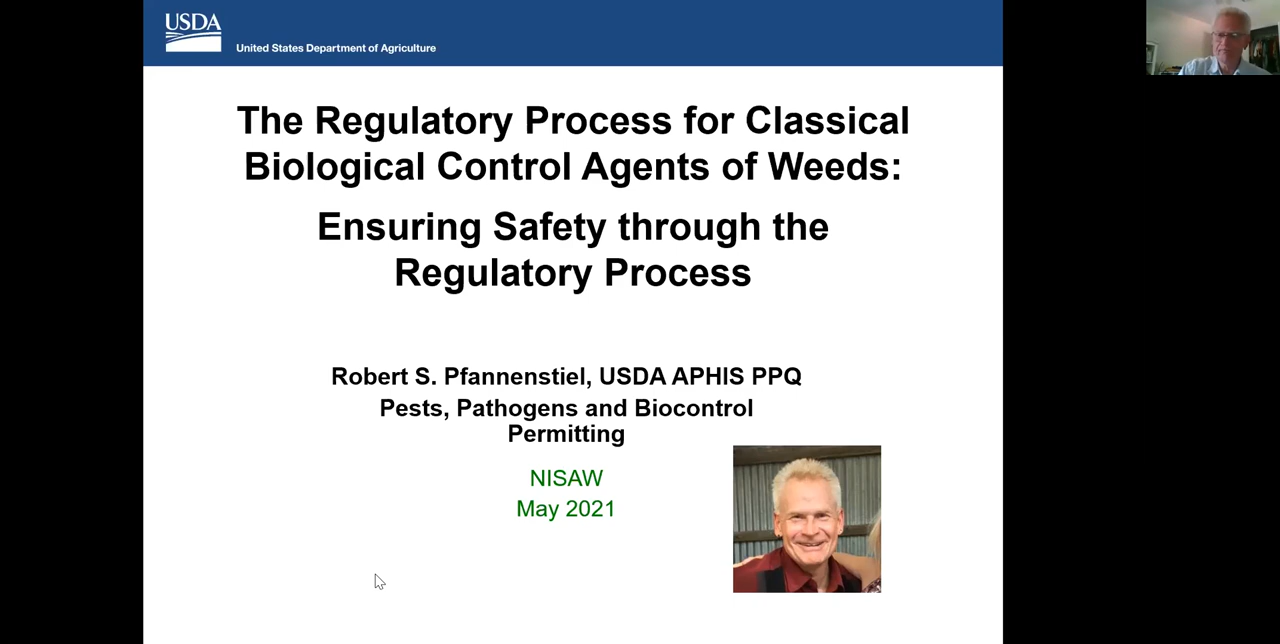 USDA
United States Department of Agriculture
The Regulatory Process for Classical
Biological Control Agents of Weeds:
Ensuring Safety through the
Regulatory Process
Robert S. Pfannenstiel, USDA APHIS PPQ
Pests, Pathogens and Biocontrol
Permitting
NISAW
May 2021